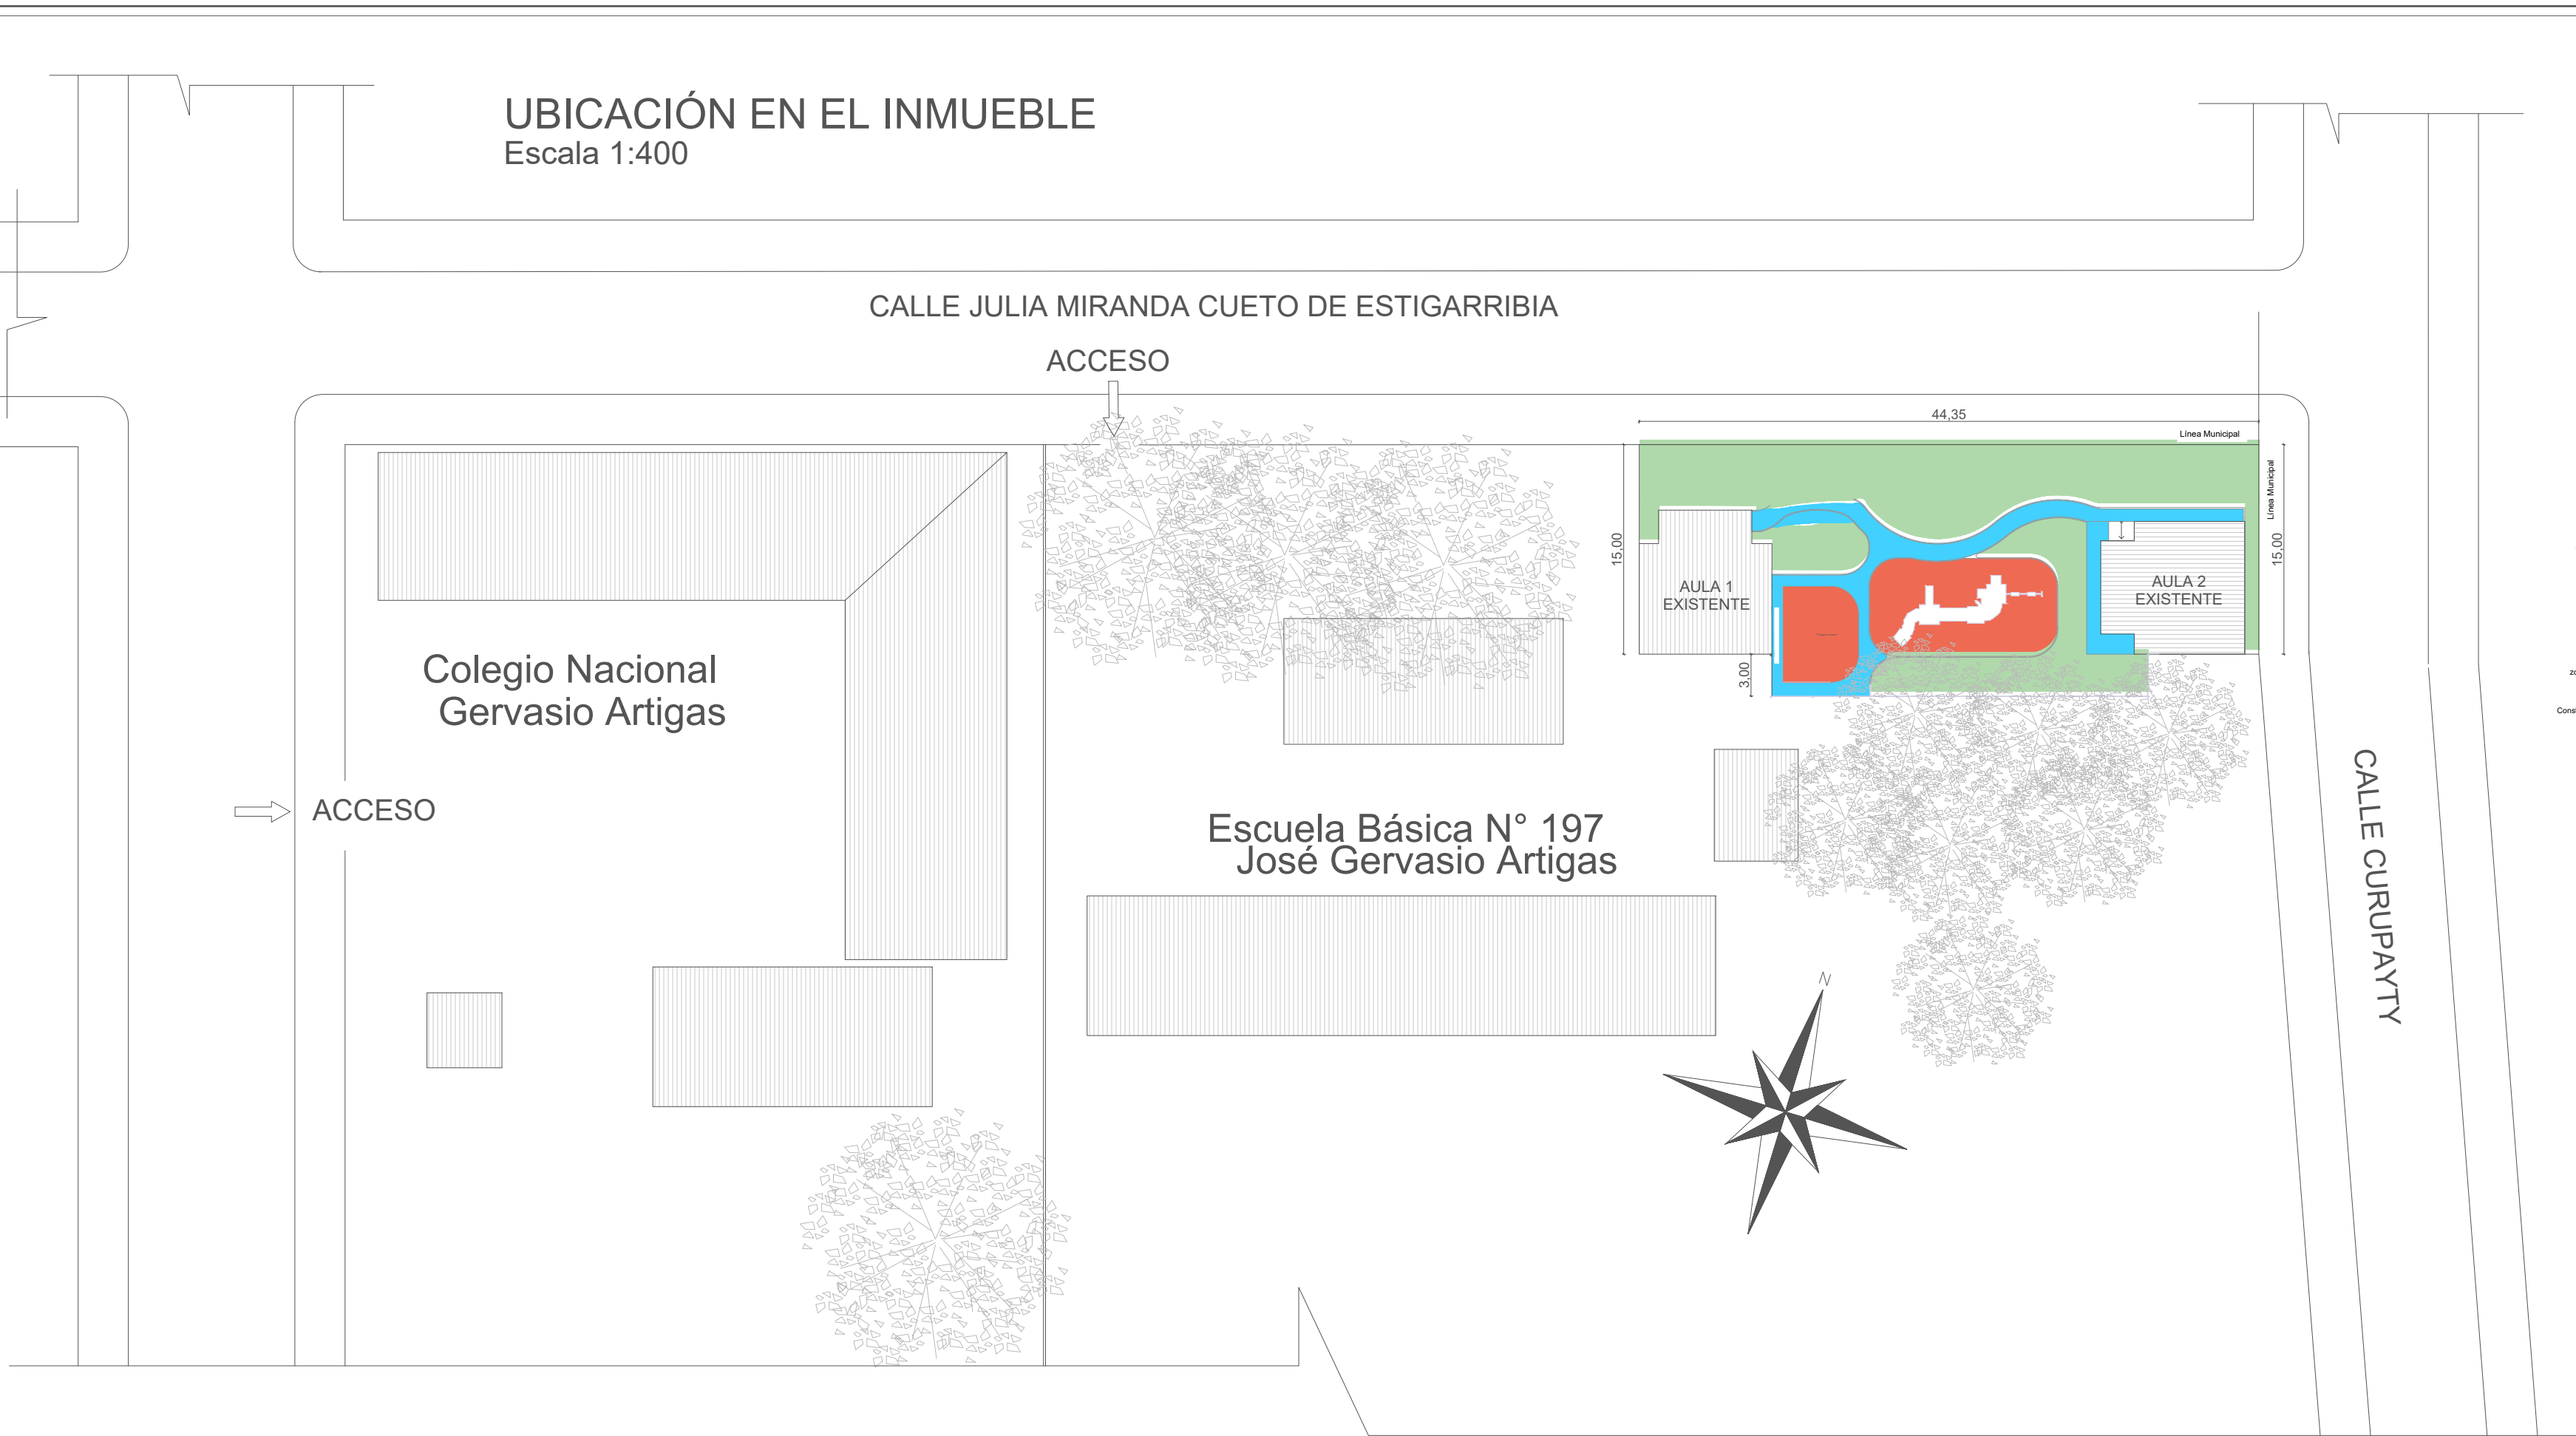 UBICACIÓN EN EL INMUEBLE
Escala 1:400
CALLE JULIA MIRANDA CUETO DE ESTIGARRIBIA
ACCESO
44,35
Línea Municipal
Línea Municipal
15,00
15,00
AULA 1
EXISTENTE
AULA 2
EXISTENTE
3,00
Colegio Nacional
Gervasio Artigas
ACCESO
Escuela Básica N° 197
José Gervasio Artigas
CALLE CURUPAYTY
N